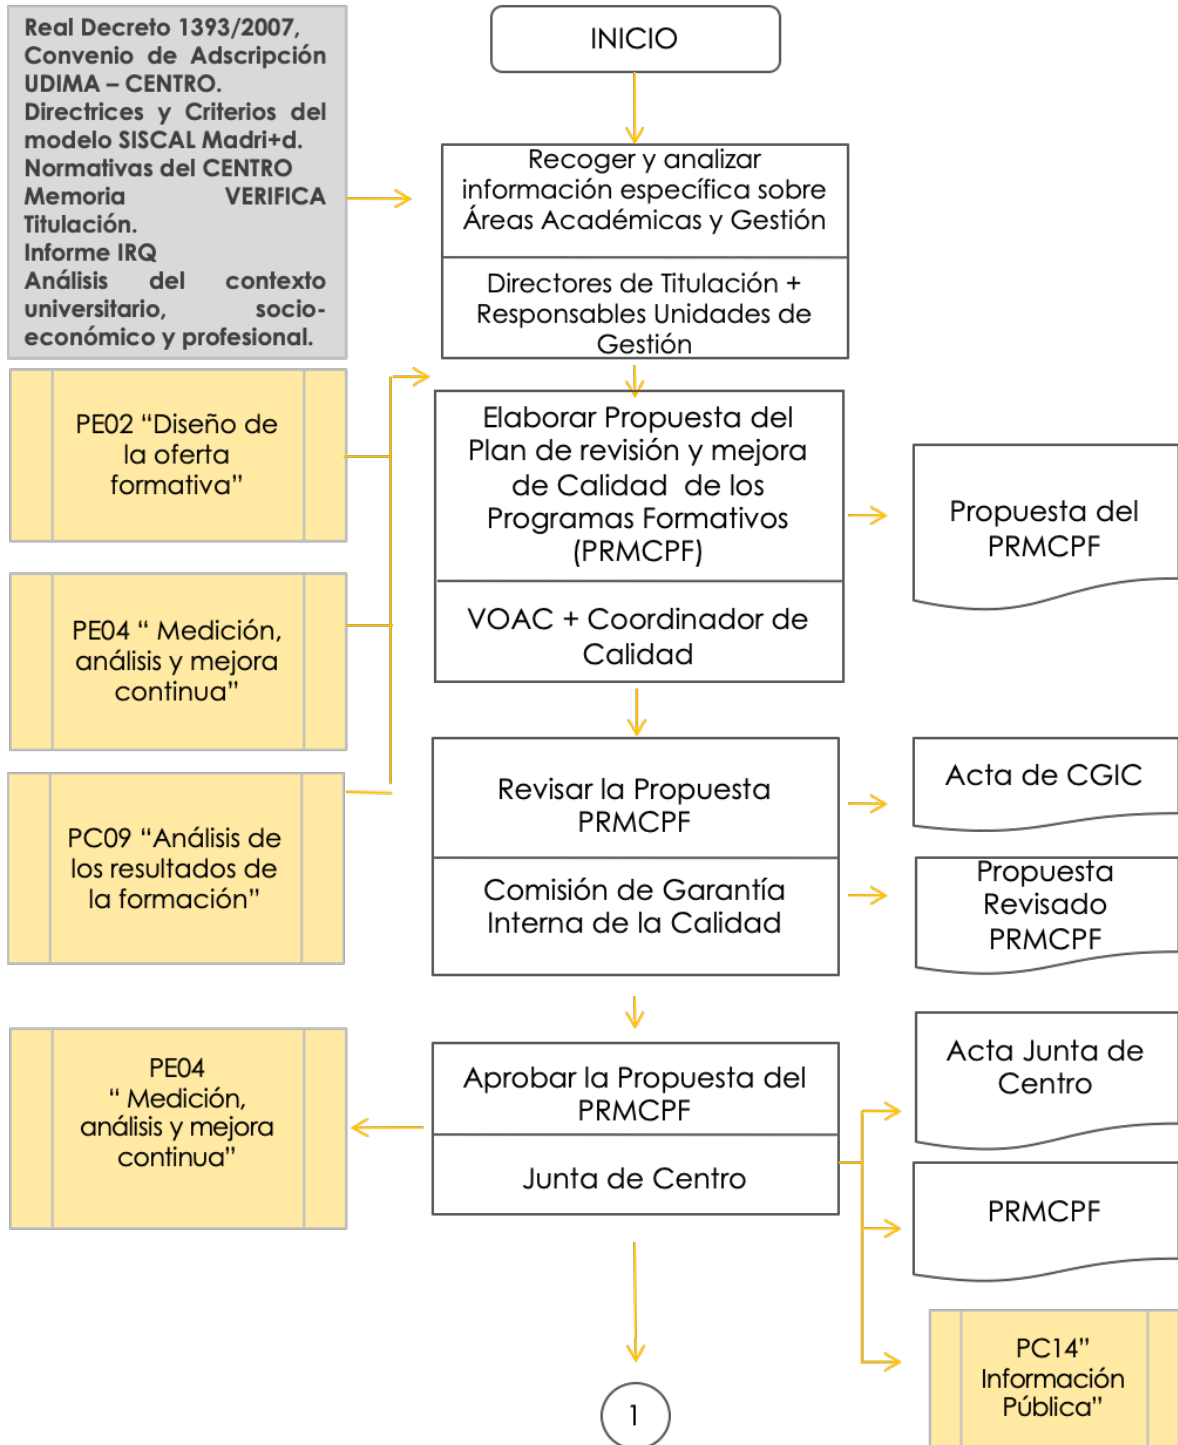 Real Decreto 1393/2007,
Convenio de Adscripción
UDIMA – CENTRO.
Directrices y Criterios del
modelo SISCAL Madri+d.
Normativas del CENTRO
Memoria VERIFICA
Titulación.
Informe IRQ
Análisis del contexto
universitario, socio-
económico y profesional.
INICIO
Recoger y analizar
información específica sobre
Áreas Académicas y Gestión
Directores de Titulación +
Responsables Unidades de
Gestión
PE02 “Diseño de
la oferta
formativa”
Elaborar Propuesta del
Plan de revisión y mejora
de Calidad de los
Programas Formativos
(PRMCPF)
VOAC + Coordinador de
Calidad
Propuesta del
PRMCPF
PE04 “ Medición,
análisis y mejora
continua”
PC09 “Análisis de
los resultados de
la formación”
Revisar la Propuesta
PRMCPF
Comisión de Garantía
Interna de la Calidad
Acta de CGIC
Propuesta
Revisado
PRMCPF
PE04
“ Medición,
análisis y mejora
continua”
Aprobar la Propuesta del
PRMCPF
Junta de Centro
Acta Junta de
Centro
PRMCPF
PC14”
Información
Pública”
1